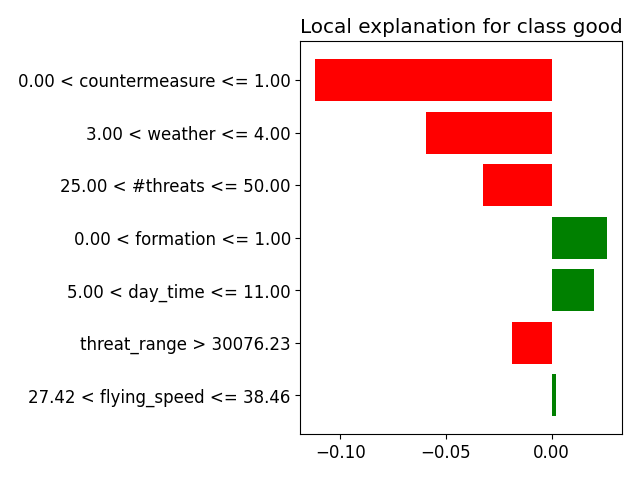 Local explanation for class good
0.00 < countermeasure <= 1.00
3.00 < weather <= 4.00
25.00 < #threats <= 50.00
0.00 < formation <= 1.00
5.00 < day_time <= 11.00
threat_range > 30076.23
27.42 < flying_speed <= 38.46
−0.10 −0.05 0.00